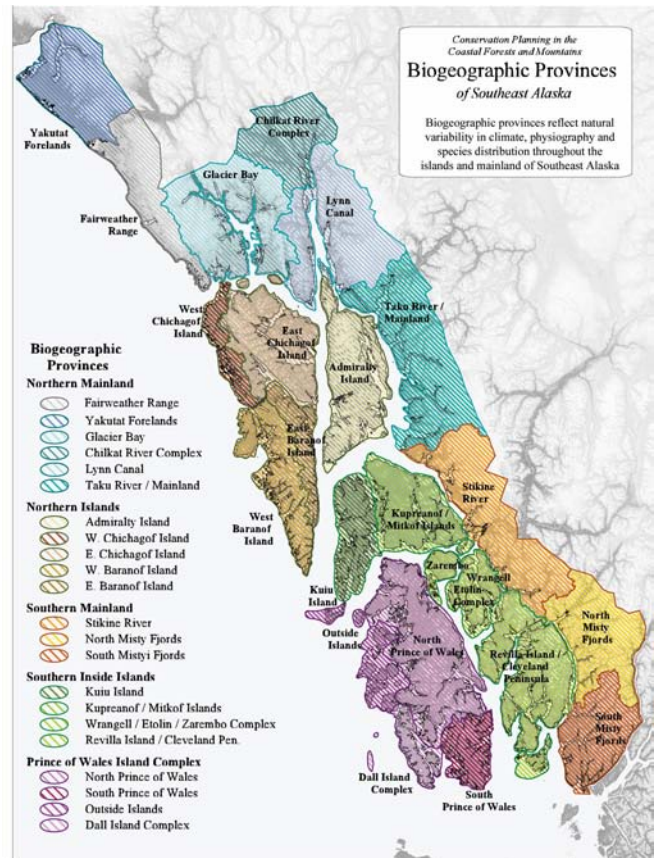 Conservation Planning in the
Coastal Forests and Mountains
Biogeographic Provinces
of Southeast Alaska
Biogeographic provinces reflect natural
variability in climate, physiography and
species distribution throughout the
islands and mainland of Southeast Alaska
Yakutat
Forelands
Chilkat River
Complex
Glacier Bay
Lynn
Canal
Fairweather
Range
West
Chichagof
Island
East
Chichagof
Island
Taku River /
Mainland
Admiralty
Island
East
Baranof
Island
West
Baranof
Island
Stikine
River
Kupreanof /
Mitkof Islands
Kuiu
Island
Zarembo
Wrangell
Etolin
Complex
Outside
Islands
North
Prince of Wales
Revilla Island /
Cleveland
Peninsula
North
Misty
Fjords
South
Misty
Fjords
Dall Island
Complex
South
Prince of Wales
Biogeographic
Provinces
Northern Mainland
Fairweather Range
Yakutat Forelands
Glacier Bay
Chilkat River Complex
Lynn Canal
Taku River / Mainland
Northern Islands
Admiralty Island
W. Chichagof Island
E. Chichagof Island
W. Baranof Island
E. Baranof Island
Southern Mainland
Stikine River
North Misty Fjords
South Mistyi Fjords
Southern Inside Islands
Kuiu Island
Kupreanof / Mitkof Islands
Wrangell / Etolin / Zarembo Complex
Revilla Island / Cleveland Pen.
Prince of Wales Island Complex
North Prince of Wales
South Prince of Wales
Outside Islands
Dall Island Complex